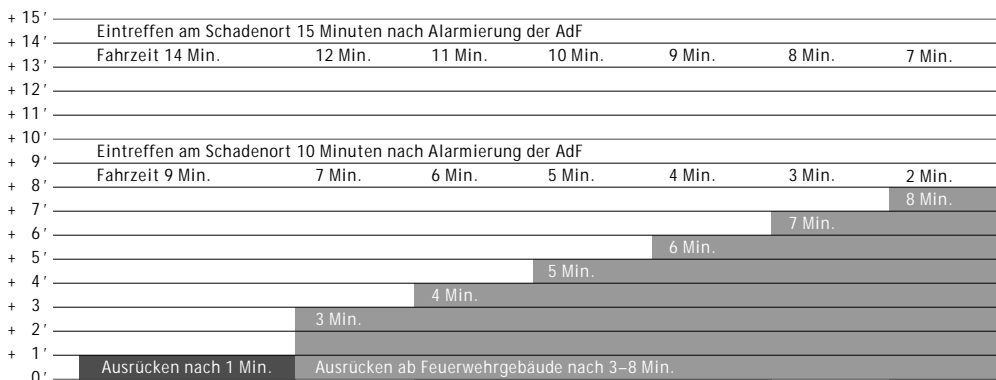 + 15′
Eintreffen am Schadenort 15 Minuten nach Alarmierung der AdF
+ 14′
Fahrzeit 14 Min. 12 Min. 11 Min. 10 Min. 9 Min. 8 Min. 7 Min.
+ 13′
+ 12′
+ 11′
+ 10′
Eintreffen am Schadenort 10 Minuten nach Alarmierung der AdF
+ 9′
Fahrzeit 9 Min. 7 Min. 6 Min. 5 Min. 4 Min. 3 Min. 2 Min.
+ 8′
8 Min.
+ 7′
7 Min.
+ 6′
6 Min.
+ 5′
5 Min.
+ 4′
4 Min.
+ 3
3 Min.
+ 2′
+ 1′
Ausrücken nach 1 Min. Ausrücken ab Feuerwehrgebäude nach 3–8 Min.
0′